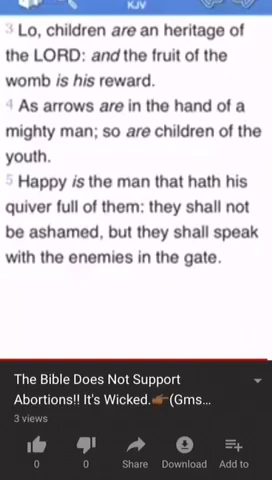 KJV
3 Lo, children are an heritage of
the LORD: and the fruit of the
womb is his reward.
4 As arrows are in the hand of a
mighty man; so are children of the
youth.
5 Happy is the man that hath his
quiver full of them: they shall not
be ashamed, but they shall speak
with the enemies in the gate.
The Bible Does Not Support
Abortions!! It's Wicked.👉🏾(Gms...
3 views
0 0 Share Download Add to